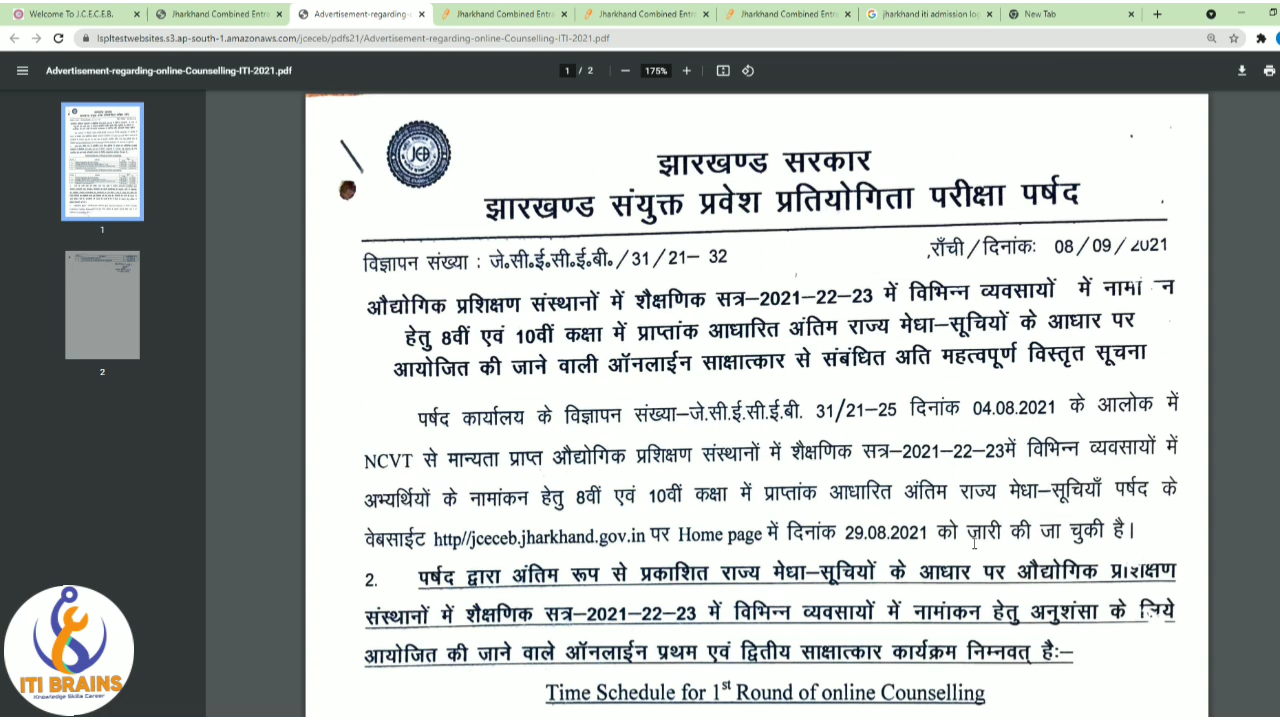 Welcome To J.C.E.C.E.B.
Jharkhand Combined Entr
Advertisement-regarding-
Jharkhand Combined Entr
Jharkhand Combined Entr
Jharkhand Combined Entr
jharkhand iti admission lo
New Tab
lspltestwebsites.s3.ap-south-1.amazonaws.com/jceceb/pdfs21/Advertisement-regarding-online-Counselling-ITI-2021.pdf
Advertisement-regarding-online-Counselling-ITI-2021.pdf
1 / 2
175%
झारखण्ड सरकार
झारखण्ड संयुक्त प्रवेश प्रतियोगिता परीक्षा पर्षद
विज्ञापन संख्या : जे॰सी॰ई॰सी॰ई॰बी॰/31/21– 32
राँची/दिनांकः 08/09/2021
औद्योगिक प्रशिक्षण संस्थानों में शैक्षणिक सत्र–2021–22–23 में विभिन्न व्यवसायों में नामांकन
हेतु 8वीं एवं 10वीं कक्षा में प्राप्तांक आधारित अंतिम राज्य मेधा–सूचियों के आधार पर
आयोजित की जाने वाली ऑनलाईन साक्षात्कार से संबंधित अति महत्वपूर्ण विस्तृत सूचना
पर्षद कार्यालय के विज्ञापन संख्या–जे.सी.ई.सी.ई.बी. 31/21–25 दिनांक 04.08.2021 के आलोक में
NCVT से मान्यता प्राप्त औद्योगिक प्रशिक्षण संस्थानों में शैक्षणिक सत्र–2021–22–23में विभिन्न व्यवसायों में
अभ्यर्थियों के नामांकन हेतु 8वीं एवं 10वीं कक्षा में प्राप्तांक आधारित अंतिम राज्य मेधा–सूचियाँ पर्षद के
वेबसाईट http//jceceb.jharkhand.gov.in पर Home page में दिनांक 29.08.2021 को जारी की जा चुकी है।
2. पर्षद द्वारा अंतिम रूप से प्रकाशित राज्य मेधा–सूचियों के आधार पर औद्योगिक प्रशिक्षण
संस्थानों में शैक्षणिक सत्र–2021–22–23 में विभिन्न व्यवसायों में नामांकन हेतु अनुशंसा के लिये
आयोजित की जाने वाले ऑनलाईन प्रथम एवं द्वितीय साक्षात्कार कार्यक्रम निम्नवत् है:–
Time Schedule for 1st Round of online Counselling
1
2
ITI BRAINS
Knowledge Skills Career